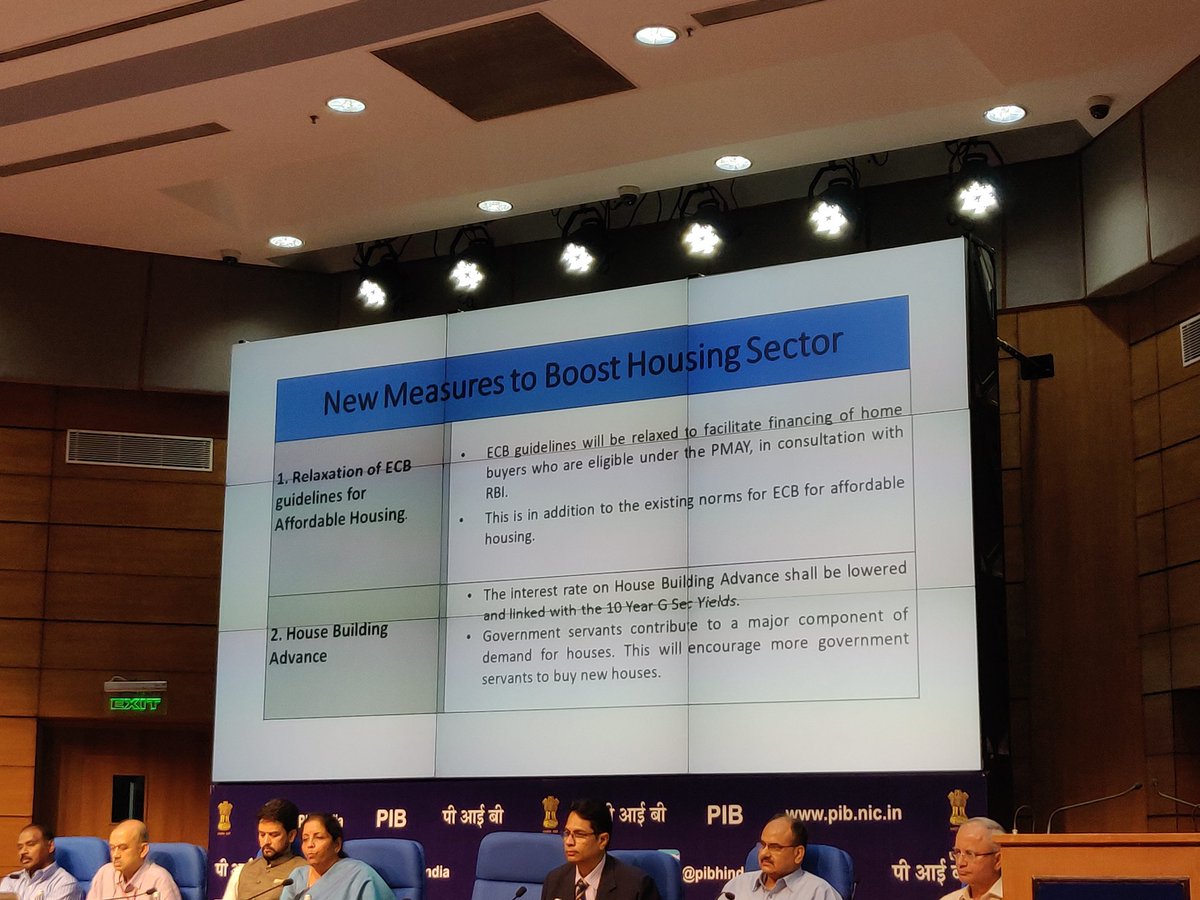 New Measures to Boost Housing Sector
1. Relaxation of ECB
guidelines for
Affordable Housing.
• ECB guidelines will be relaxed to facilitate financing of home
buyers who are eligible under the PMAY, in consultation with
RBI.
• This is in addition to the existing norms for ECB for affordable
housing.
2. House Building
Advance
• The interest rate on House Building Advance shall be lowered
and linked with the 10 Year G Sec Yields.
• Government servants contribute to a major component of
demand for houses. This will encourage more government
servants to buy new houses.
EXIT
PIB पी आई बी पी आई बी PIB www.pib.nic.in
@pibhind
पी आई